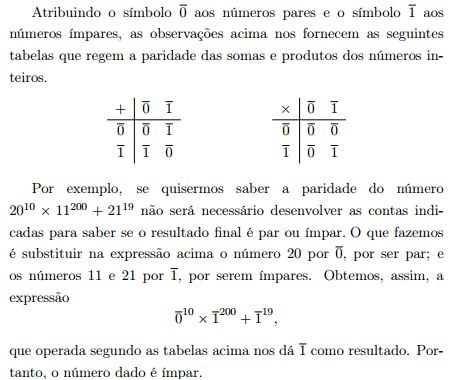 Atribuindo o símbolo 0̅ aos números pares e o símbolo 1̅ aos
números ímpares, as observações acima nos fornecem as seguintes
tabelas que regem a paridade das somas e produtos dos números in-
teiros.
+ 0̅ 1̅
0̅ 0̅ 1̅
1̅ 1̅ 0̅
× 0̅ 1̅
0̅ 0̅ 0̅
1̅ 0̅ 1̅
Por exemplo, se quisermos saber a paridade do número
20¹⁰ × 11²⁰⁰ + 21¹⁹ não será necessário desenvolver as contas indi-
cadas para saber se o resultado final é par ou ímpar. O que fazemos
é substituir na expressão acima o número 20 por 0̅, por ser par; e
os números 11 e 21 por 1̅, por serem ímpares. Obtemos, assim, a
expressão
0̅¹⁰ × 1̅²⁰⁰ + 1̅¹⁹,
que operada segundo as tabelas acima nos dá 1̅ como resultado. Por-
tanto, o número dado é ímpar.